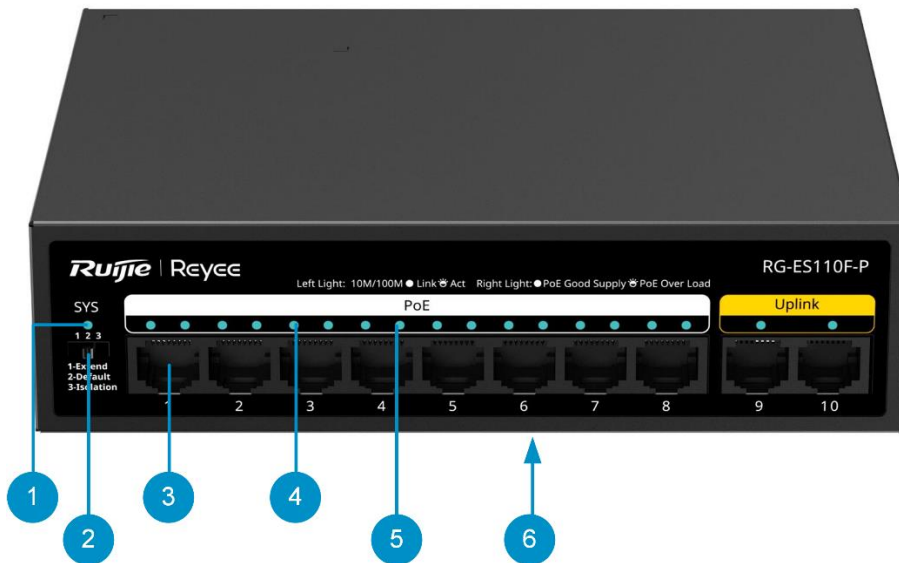 Ruijie | Reyee
RG-ES110F-P
Left Light: 10M/100M ● Link Act Right Light: ● PoE Good Supply PoE Over Load
SYS
PoE
Uplink
1 2 3
1-Extend
2-Default
3-Isolation
1 2 3 4 5 6 7 8 9 10
1 2 3 4 5 6